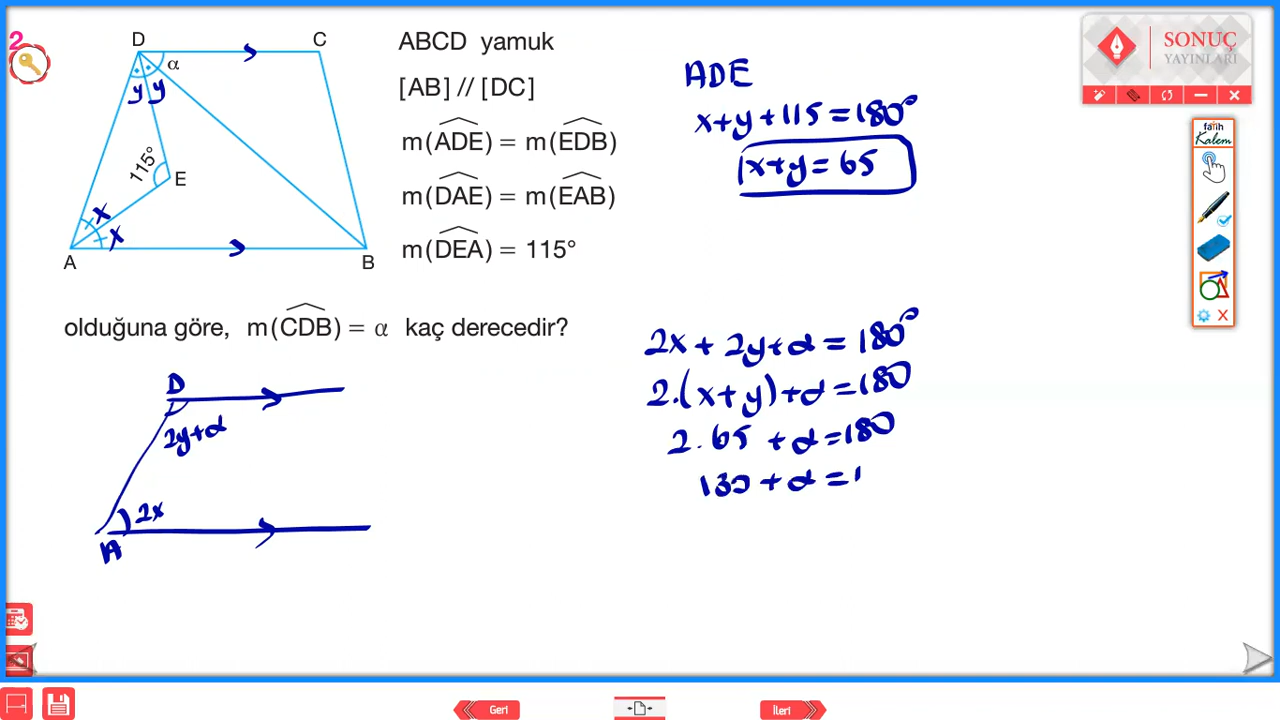 2
D
C
α
y y
115°
E
x
x
A
B
ABCD yamuk
[AB] // [DC]
m(ADE) = m(EDB)
m(DAE) = m(EAB)
m(DEA) = 115°
olduğuna göre, m(CDB) = α kaç derecedir?
ADE
x+y+115=180°
x+y=65
2x+2y+α=180°
2.(x+y)+α=180
2.65+α=180
130+α=1
D
2y+α
2x
A
SONUÇ
YAYINLARI
fatih
Kalem
Geri
İleri